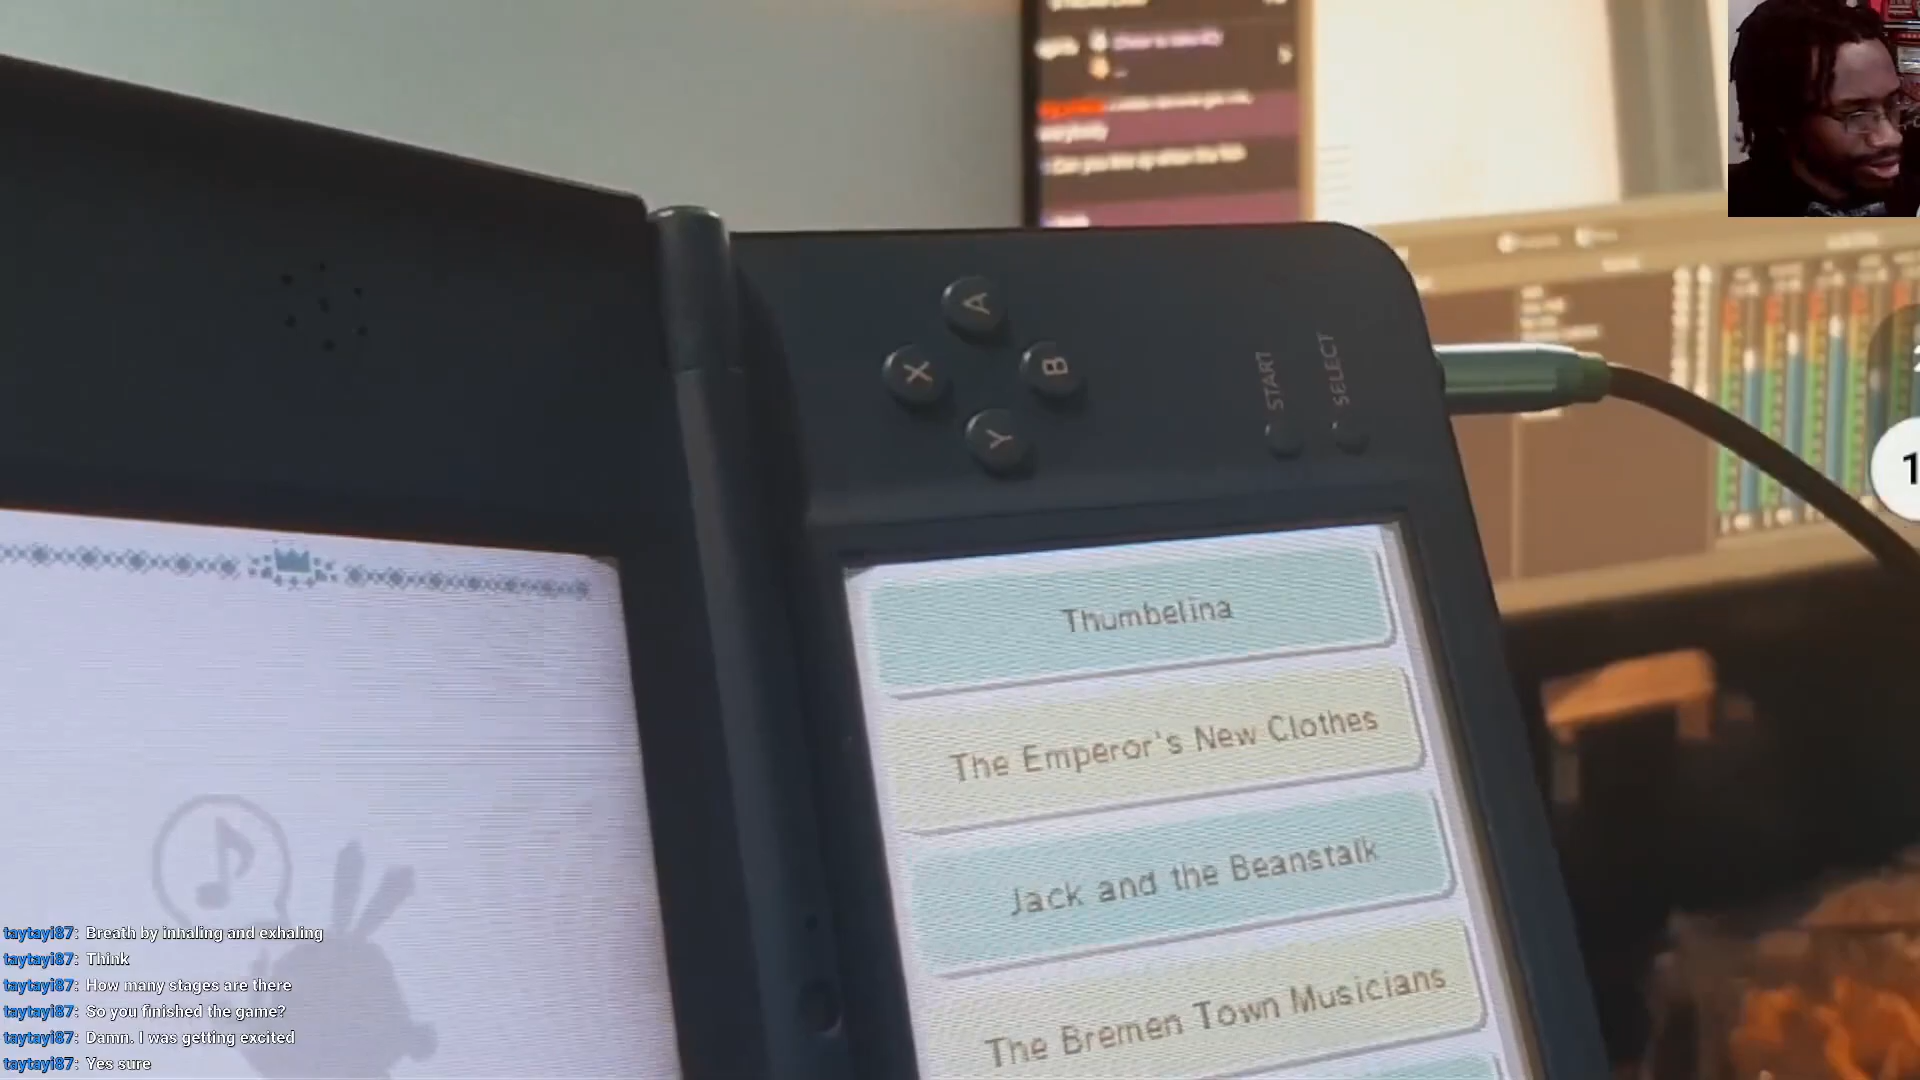 A
X
B
Y
START
SELECT
1
Thumbelina
The Emperor's New Clothes
Jack and the Beanstalk
The Bremen Town Musicians
taytayi87: Breath by inhaling and exhaling
taytayi87: Think
taytayi87: How many stages are there
taytayi87: So you finished the game?
taytayi87: Damn. I was getting excited
taytayi87: Yes sure